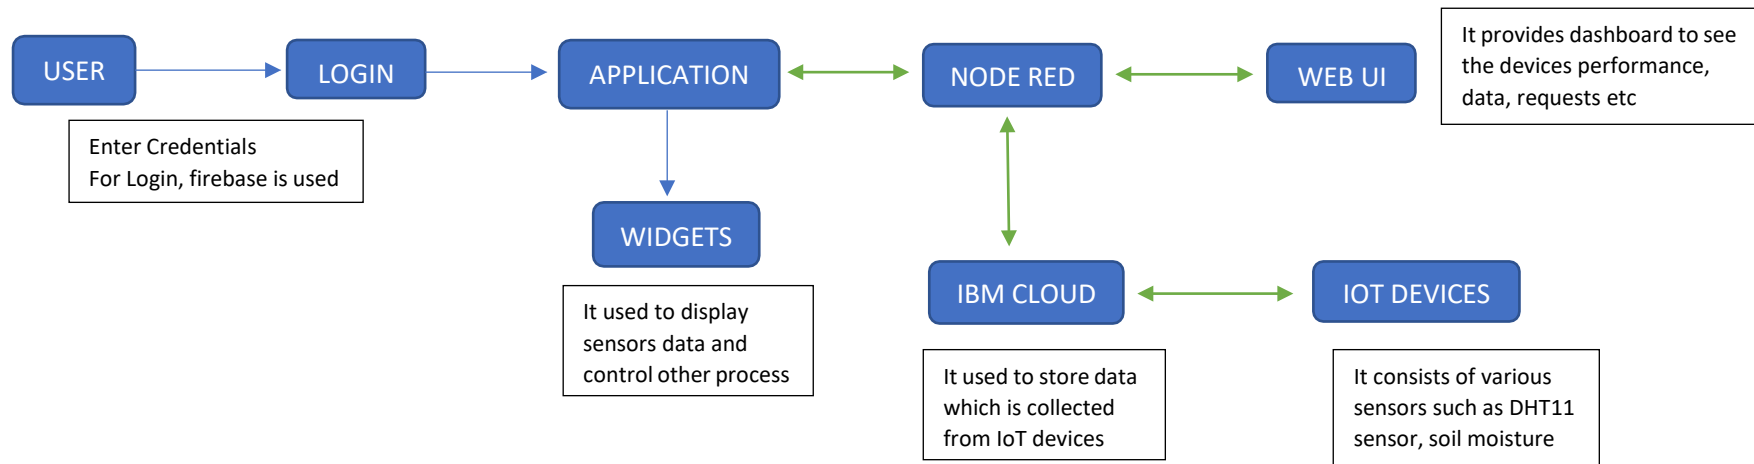 USER
LOGIN
APPLICATION
NODE RED
WEB UI
It provides dashboard to see
the devices performance,
data, requests etc
Enter Credentials
For Login, firebase is used
WIDGETS
It used to display
sensors data and
control other process
IBM CLOUD
IOT DEVICES
It used to store data
which is collected
from IoT devices
It consists of various
sensors such as DHT11
sensor, soil moisture